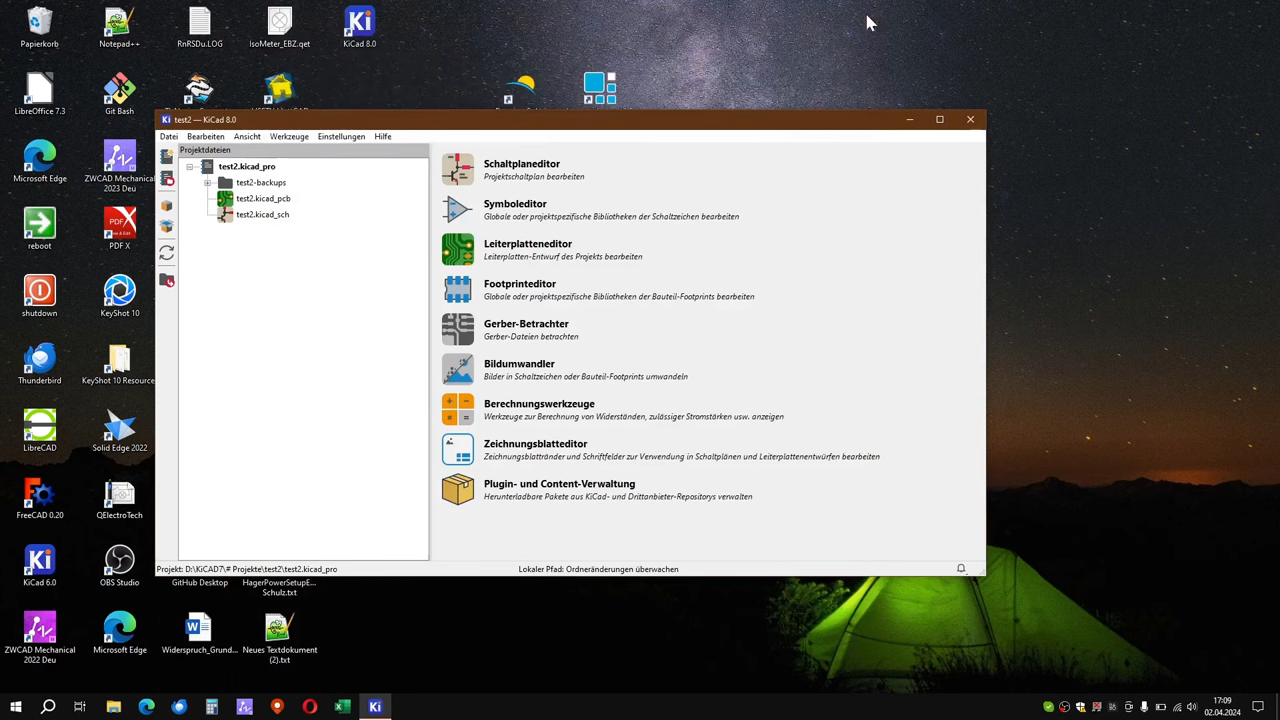 Papierkorb
Notepad++
RnRSDu.LOG
IsoMeter_EBZ.qet
KiCad 8.0
LibreOffice 7.3
Git Bash
test2 — KiCad 8.0
Datei Bearbeiten Ansicht Werkzeuge Einstellungen Hilfe
Projektdateien
test2.kicad_pro
test2-backups
test2.kicad_pcb
test2.kicad_sch
Schaltplaneditor
Projektschaltplan bearbeiten
Symboleditor
Globale oder projektspezifische Bibliotheken der Schaltzeichen bearbeiten
Leiterplatteneditor
Leiterplatten-Entwurf des Projekts bearbeiten
Footprinteditor
Globale oder projektspezifische Bibliotheken der Bauteil-Footprints bearbeiten
Gerber-Betrachter
Gerber-Dateien betrachten
Bildumwandler
Bilder in Schaltzeichen oder Bauteil-Footprints umwandeln
Berechnungswerkzeuge
Werkzeuge zur Berechnung von Widerständen, zulässiger Stromstärken usw. anzeigen
Zeichnungsblatteditor
Zeichnungsblattränder und Schriftfelder zur Verwendung in Schaltplänen und Leiterplattenentwürfen bearbeiten
Plugin- und Content-Verwaltung
Herunterladbare Pakete aus KiCad- und Drittanbieter-Repositorys verwalten
Projekt: D:\KiCAD7\# Projekte\test2\test2.kicad_pro
Lokaler Pfad: Ordneränderungen überwachen
Microsoft Edge
ZWCAD Mechanical
2023 Deu
reboot
PDF X
shutdown
KeyShot 10
Thunderbird
KeyShot 10 Resource
LibreCAD
Solid Edge 2022
FreeCAD 0.20
QElectroTech
KiCad 6.0
OBS Studio
GitHub Desktop
HagerPowerSetupE...
Schulz.txt
ZWCAD Mechanical
2022 Deu
Microsoft Edge
Widerspruch_Grund...
Neues Textdokument
(2).txt
17:09
02.04.2024